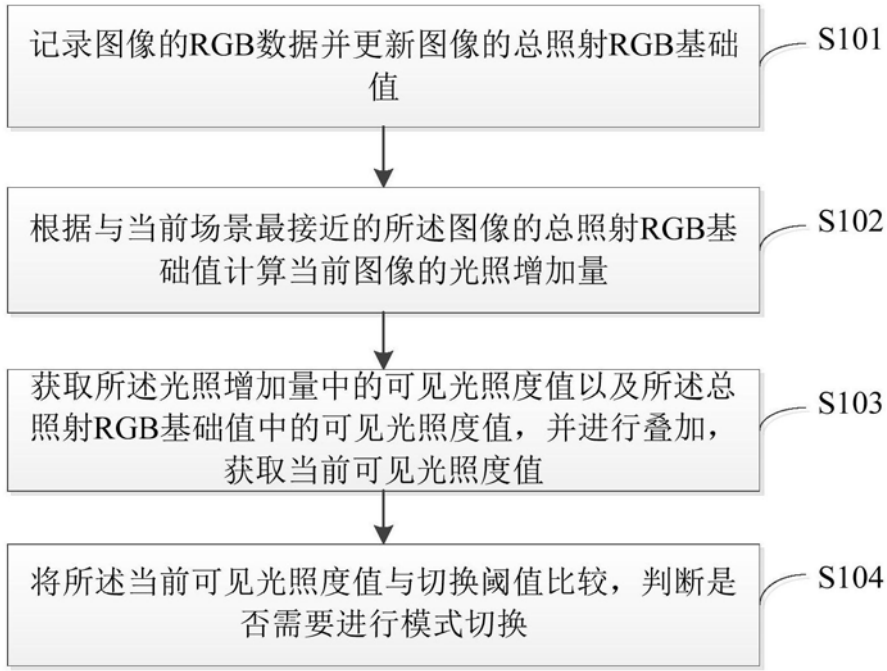 记录图像的RGB数据并更新图像的总照射RGB基础
值
S101
根据与当前场景最接近的所述图像的总照射RGB基
础值计算当前图像的光照增加量
S102
获取所述光照增加量中的可见光照度值以及所述总
照射RGB基础值中的可见光照度值，并进行叠加，
获取当前可见光照度值
S103
将所述当前可见光照度值与切换阈值比较，判断是
否需要进行模式切换
S104